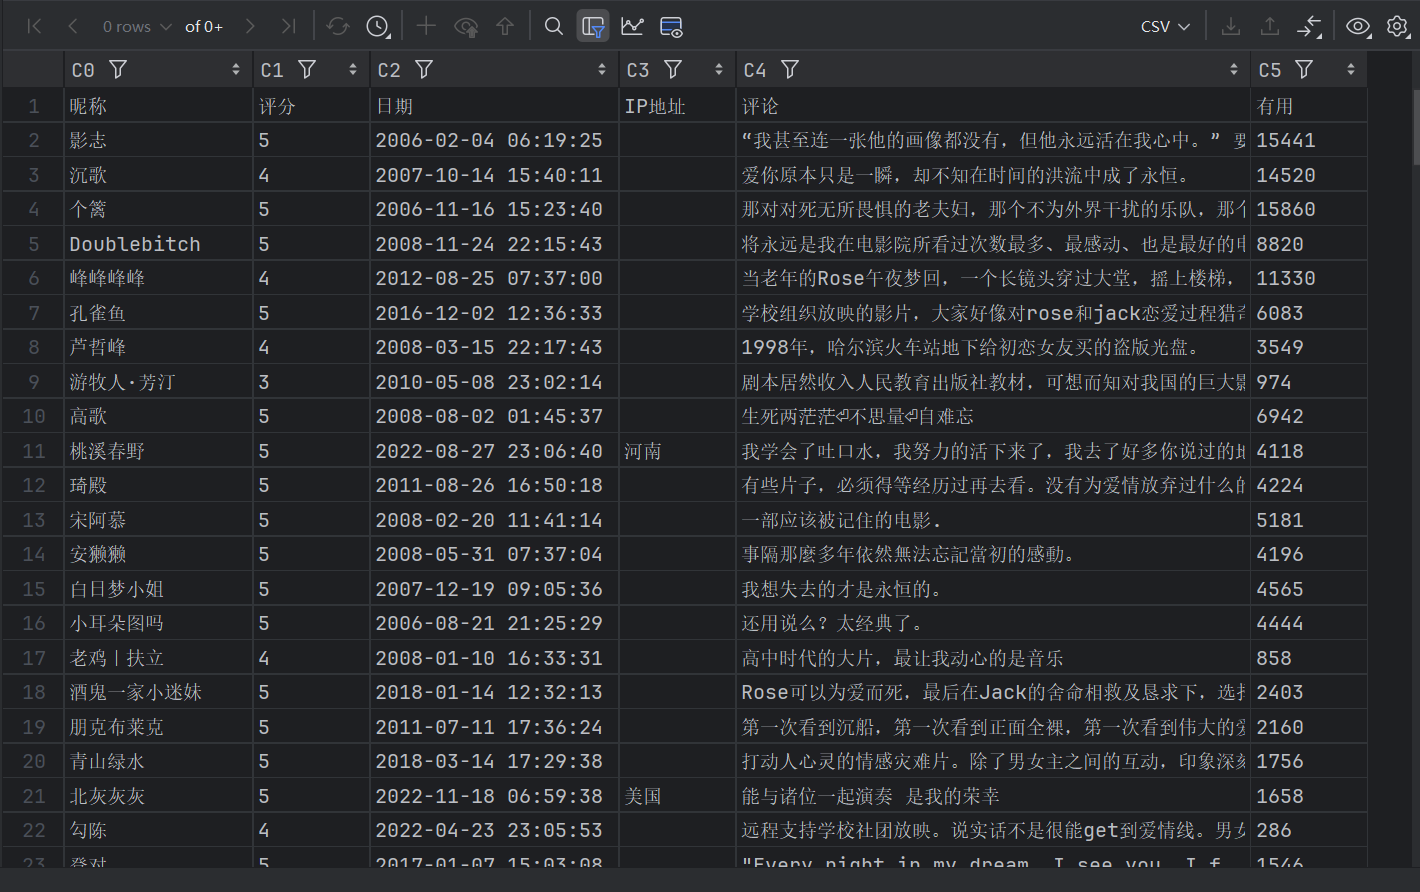 0 rows of 0+ CSV
C0 C1 C2 C3 C4 C5
1 昵称 评分 日期 IP地址 评论 有用
2 影志 5 2006-02-04 06:19:25 “我甚至连一张他的画像都没有，但他永远活在我心中。” 15441
3 沉歌 4 2007-10-14 15:40:11 爱你原本只是一瞬，却不知在时间的洪流中成了永恒。 14520
4 个篱 5 2006-11-16 15:23:40 那对对死无所畏惧的老夫妇，那个不为外界干扰的乐队，那个 15860
5 Doublebitch 5 2008-11-24 22:15:43 将永远是我在电影院所看过次数最多、最感动、也是最好的电 8820
6 峰峰峰峰 4 2012-08-25 07:37:00 当老年的Rose午夜梦回，一个长镜头穿过大堂，摇上楼梯， 11330
7 孔雀鱼 5 2016-12-02 12:36:33 学校组织放映的影片，大家好像对rose和jack恋爱过程猎奇 6083
8 芦哲峰 4 2008-03-15 22:17:43 1998年，哈尔滨火车站地下给初恋女友买的盗版光盘。 3549
9 游牧人·芳汀 3 2010-05-08 23:02:14 剧本居然收入人民教育出版社教材，可想而知对我国的巨大影 974
10 高歌 5 2008-08-02 01:45:37 生死两茫茫⏎不思量⏎自难忘 6942
11 桃溪春野 5 2022-08-27 23:06:40 河南 我学会了吐口水，我努力的活下来了，我去了好多你说过的地 4118
12 琦殿 5 2011-08-26 16:50:18 有些片子，必须得等经历过再去看。没有为爱情放弃过什么的 4224
13 宋阿慕 5 2008-02-20 11:41:14 一部应该被记住的电影. 5181
14 安獭獭 5 2008-05-31 07:37:04 事隔那麼多年依然無法忘記當初的感動。 4196
15 白日梦小姐 5 2007-12-19 09:05:36 我想失去的才是永恒的。 4565
16 小耳朵图吗 5 2006-08-21 21:25:29 还用说么？太经典了。 4444
17 老鸡｜扶立 4 2008-01-10 16:33:31 高中时代的大片，最让我动心的是音乐 858
18 酒鬼一家小迷妹 5 2018-01-14 12:32:13 Rose可以为爱而死，最后在Jack的舍命相救及恳求下，选择 2403
19 朋克布莱克 5 2011-07-11 17:36:24 第一次看到沉船，第一次看到正面全裸，第一次看到伟大的爱 2160
20 青山绿水 5 2018-03-14 17:29:38 打动人心灵的情感灾难片。除了男女主之间的互动，印象深刻 1756
21 北灰灰灰 5 2022-11-18 06:59:38 美国 能与诸位一起演奏 是我的荣幸 1658
22 勾陈 4 2022-04-23 23:05:53 远程支持学校社团放映。说实话不是很能get到爱情线。男女 286
23 登对 5 2017-01-07 15:03:08 "Every night in my dream, I see you, I f 1546